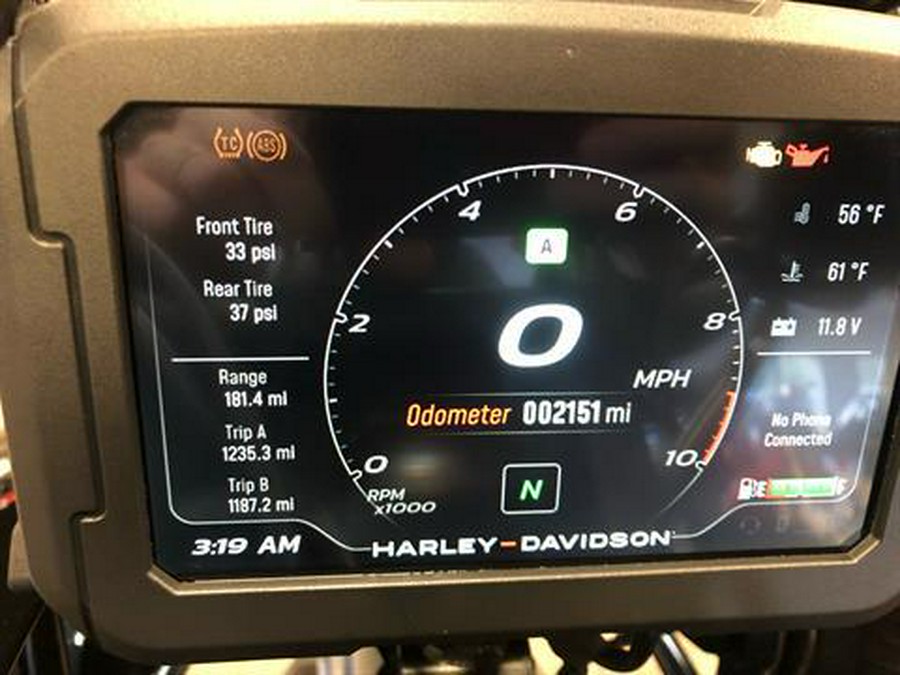 TC ABS
Front Tire
33 psi
Rear Tire
37 psi
Range
181.4 mi
Trip A
1235.3 mi
Trip B
1187.2 mi
3:19 AM
4 6
2 8
0 10
A
0
MPH
Odometer 002151 mi
RPM
x1000
N
HARLEY-DAVIDSON
56 °F
61 °F
11.8 V
No Phone
Connected
E F